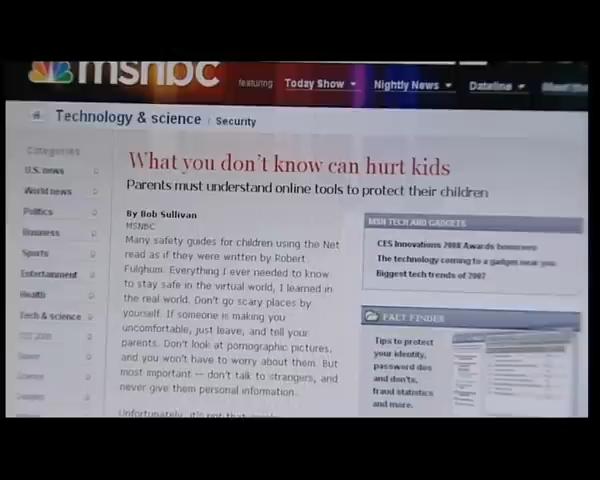 msnbc
featuring Today Show Nightly News Dateline
Technology & science | Security
Categories
U.S. news
World news
Politics
Business
Sports
Entertainment
Health
Tech & science
Space
Science
What you don't know can hurt kids
Parents must understand online tools to protect their children
By Bob Sullivan
MSNBC
Many safety guides for children using the Net
read as if they were written by Robert
Fulghum. Everything I ever needed to know
to stay safe in the virtual world, I learned in
the real world. Don't go scary places by
yourself. If someone is making you
uncomfortable, just leave, and tell your
parents. Don't look at pornographic pictures,
and you won't have to worry about them. But
most important — don't talk to strangers, and
never give them personal information.
Unfortunately, it's not that
MSN TECH AND GADGETS
CES Innovations 2008 Awards honorees
The technology coming to a gadget near you
Biggest tech trends of 2007
FACT FINDER
Tips to protect
your identity,
password dos
and don'ts,
fraud statistics
and more.